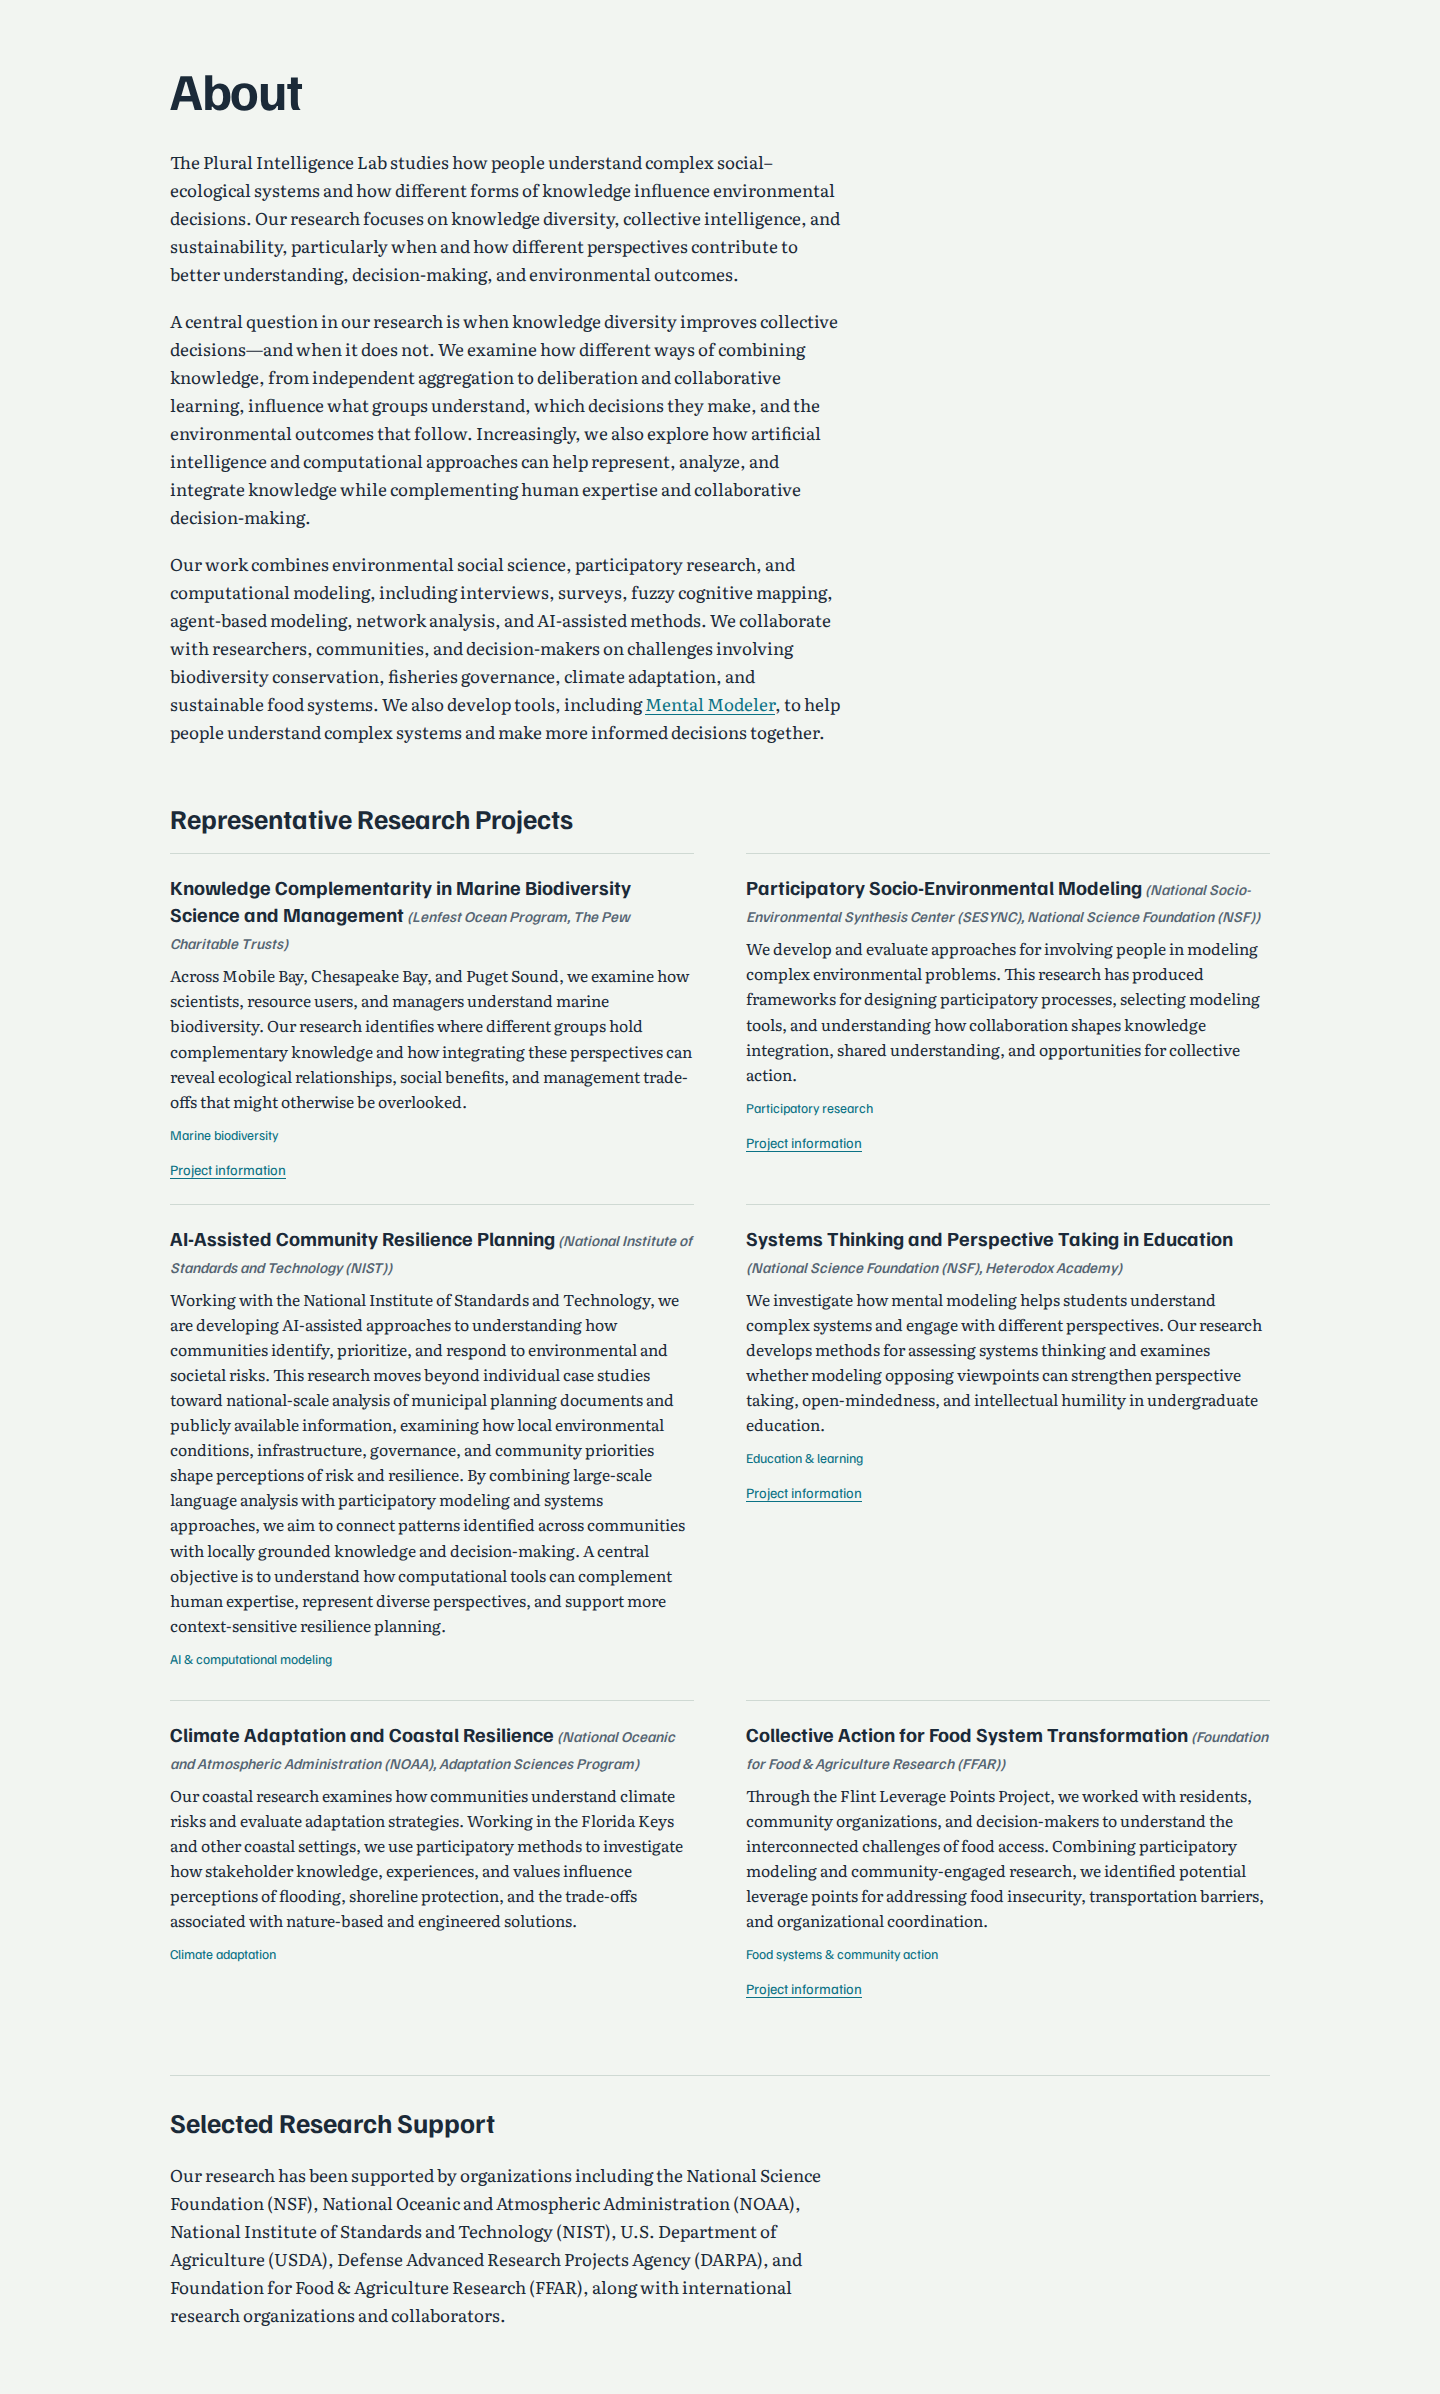 About
The Plural Intelligence Lab studies how people understand complex social–
ecological systems and how different forms of knowledge influence environmental
decisions. Our research focuses on knowledge diversity, collective intelligence, and
sustainability, particularly when and how different perspectives contribute to
better understanding, decision-making, and environmental outcomes.
A central question in our research is when knowledge diversity improves collective
decisions—and when it does not. We examine how different ways of combining
knowledge, from independent aggregation to deliberation and collaborative
learning, influence what groups understand, which decisions they make, and the
environmental outcomes that follow. Increasingly, we also explore how artificial
intelligence and computational approaches can help represent, analyze, and
integrate knowledge while complementing human expertise and collaborative
decision-making.
Our work combines environmental social science, participatory research, and
computational modeling, including interviews, surveys, fuzzy cognitive mapping,
agent-based modeling, network analysis, and AI-assisted methods. We collaborate
with researchers, communities, and decision-makers on challenges involving
biodiversity conservation, fisheries governance, climate adaptation, and
sustainable food systems. We also develop tools, including Mental Modeler, to help
people understand complex systems and make more informed decisions together.
Representative Research Projects
Knowledge Complementarity in Marine Biodiversity
Science and Management (Lenfest Ocean Program, The Pew
Charitable Trusts)
Across Mobile Bay, Chesapeake Bay, and Puget Sound, we examine how
scientists, resource users, and managers understand marine
biodiversity. Our research identifies where different groups hold
complementary knowledge and how integrating these perspectives can
reveal ecological relationships, social benefits, and management trade-
offs that might otherwise be overlooked.
Marine biodiversity
Project information
Participatory Socio-Environmental Modeling (National Socio-
Environmental Synthesis Center (SESYNC), National Science Foundation (NSF))
We develop and evaluate approaches for involving people in modeling
complex environmental problems. This research has produced
frameworks for designing participatory processes, selecting modeling
tools, and understanding how collaboration shapes knowledge
integration, shared understanding, and opportunities for collective
action.
Participatory research
Project information
AI-Assisted Community Resilience Planning (National Institute of
Standards and Technology (NIST))
Working with the National Institute of Standards and Technology, we
are developing AI-assisted approaches to understanding how
communities identify, prioritize, and respond to environmental and
societal risks. This research moves beyond individual case studies
toward national-scale analysis of municipal planning documents and
publicly available information, examining how local environmental
conditions, infrastructure, governance, and community priorities
shape perceptions of risk and resilience. By combining large-scale
language analysis with participatory modeling and systems
approaches, we aim to connect patterns identified across communities
with locally grounded knowledge and decision-making. A central
objective is to understand how computational tools can complement
human expertise, represent diverse perspectives, and support more
context-sensitive resilience planning.
AI & computational modeling
Systems Thinking and Perspective Taking in Education
(National Science Foundation (NSF), Heterodox Academy)
We investigate how mental modeling helps students understand
complex systems and engage with different perspectives. Our research
develops methods for assessing systems thinking and examines
whether modeling opposing viewpoints can strengthen perspective
taking, open-mindedness, and intellectual humility in undergraduate
education.
Education & learning
Project information
Climate Adaptation and Coastal Resilience (National Oceanic
and Atmospheric Administration (NOAA), Adaptation Sciences Program)
Our coastal research examines how communities understand climate
risks and evaluate adaptation strategies. Working in the Florida Keys
and other coastal settings, we use participatory methods to investigate
how stakeholder knowledge, experiences, and values influence
perceptions of flooding, shoreline protection, and the trade-offs
associated with nature-based and engineered solutions.
Climate adaptation
Collective Action for Food System Transformation (Foundation
for Food & Agriculture Research (FFAR))
Through the Flint Leverage Points Project, we worked with residents,
community organizations, and decision-makers to understand the
interconnected challenges of food access. Combining participatory
modeling and community-engaged research, we identified potential
leverage points for addressing food insecurity, transportation barriers,
and organizational coordination.
Food systems & community action
Project information
Selected Research Support
Our research has been supported by organizations including the National Science
Foundation (NSF), National Oceanic and Atmospheric Administration (NOAA),
National Institute of Standards and Technology (NIST), U.S. Department of
Agriculture (USDA), Defense Advanced Research Projects Agency (DARPA), and
Foundation for Food & Agriculture Research (FFAR), along with international
research organizations and collaborators.